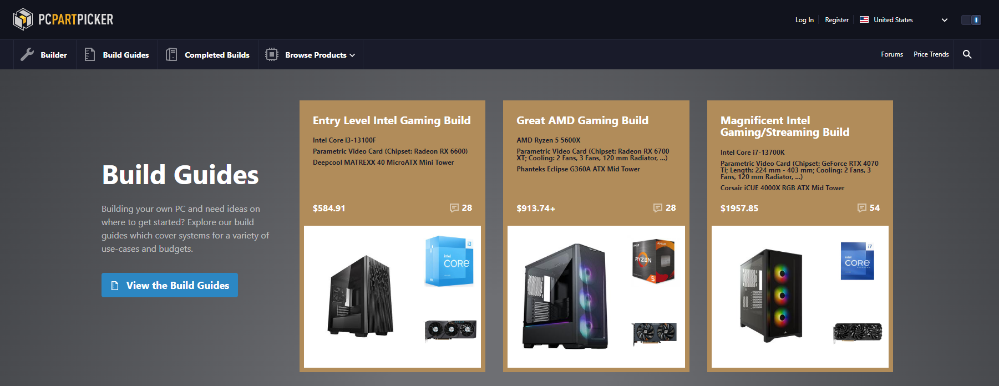 PCPARTPICKER
Log In
Register
United States
Builder
Build Guides
Completed Builds
Browse Products
Forums
Price Trends
Build Guides
Building your own PC and need ideas on
where to get started? Explore our build
guides which cover systems for a variety of
use-cases and budgets.
View the Build Guides
Entry Level Intel Gaming Build
Intel Core i3-13100F
Parametric Video Card (Chipset: Radeon RX 6600)
Deepcool MATREXX 40 MicroATX Mini Tower
$584.91
28
i3
intel
CORE
Great AMD Gaming Build
AMD Ryzen 5 5600X
Parametric Video Card (Chipset: Radeon RX 6700
XT; Cooling: 2 Fans, 3 Fans, 120 mm Radiator, ...)
Phanteks Eclipse G360A ATX Mid Tower
$913.74+
28
AMD
RYZEN
5
Magnificent Intel
Gaming/Streaming Build
Intel Core i7-13700K
Parametric Video Card (Chipset: GeForce RTX 4070
Ti; Length: 224 mm - 403 mm; Cooling: 2 Fans, 3
Fans, 120 mm Radiator, ...)
Corsair iCUE 4000X RGB ATX Mid Tower
$1957.85
54
i7
intel
CORE